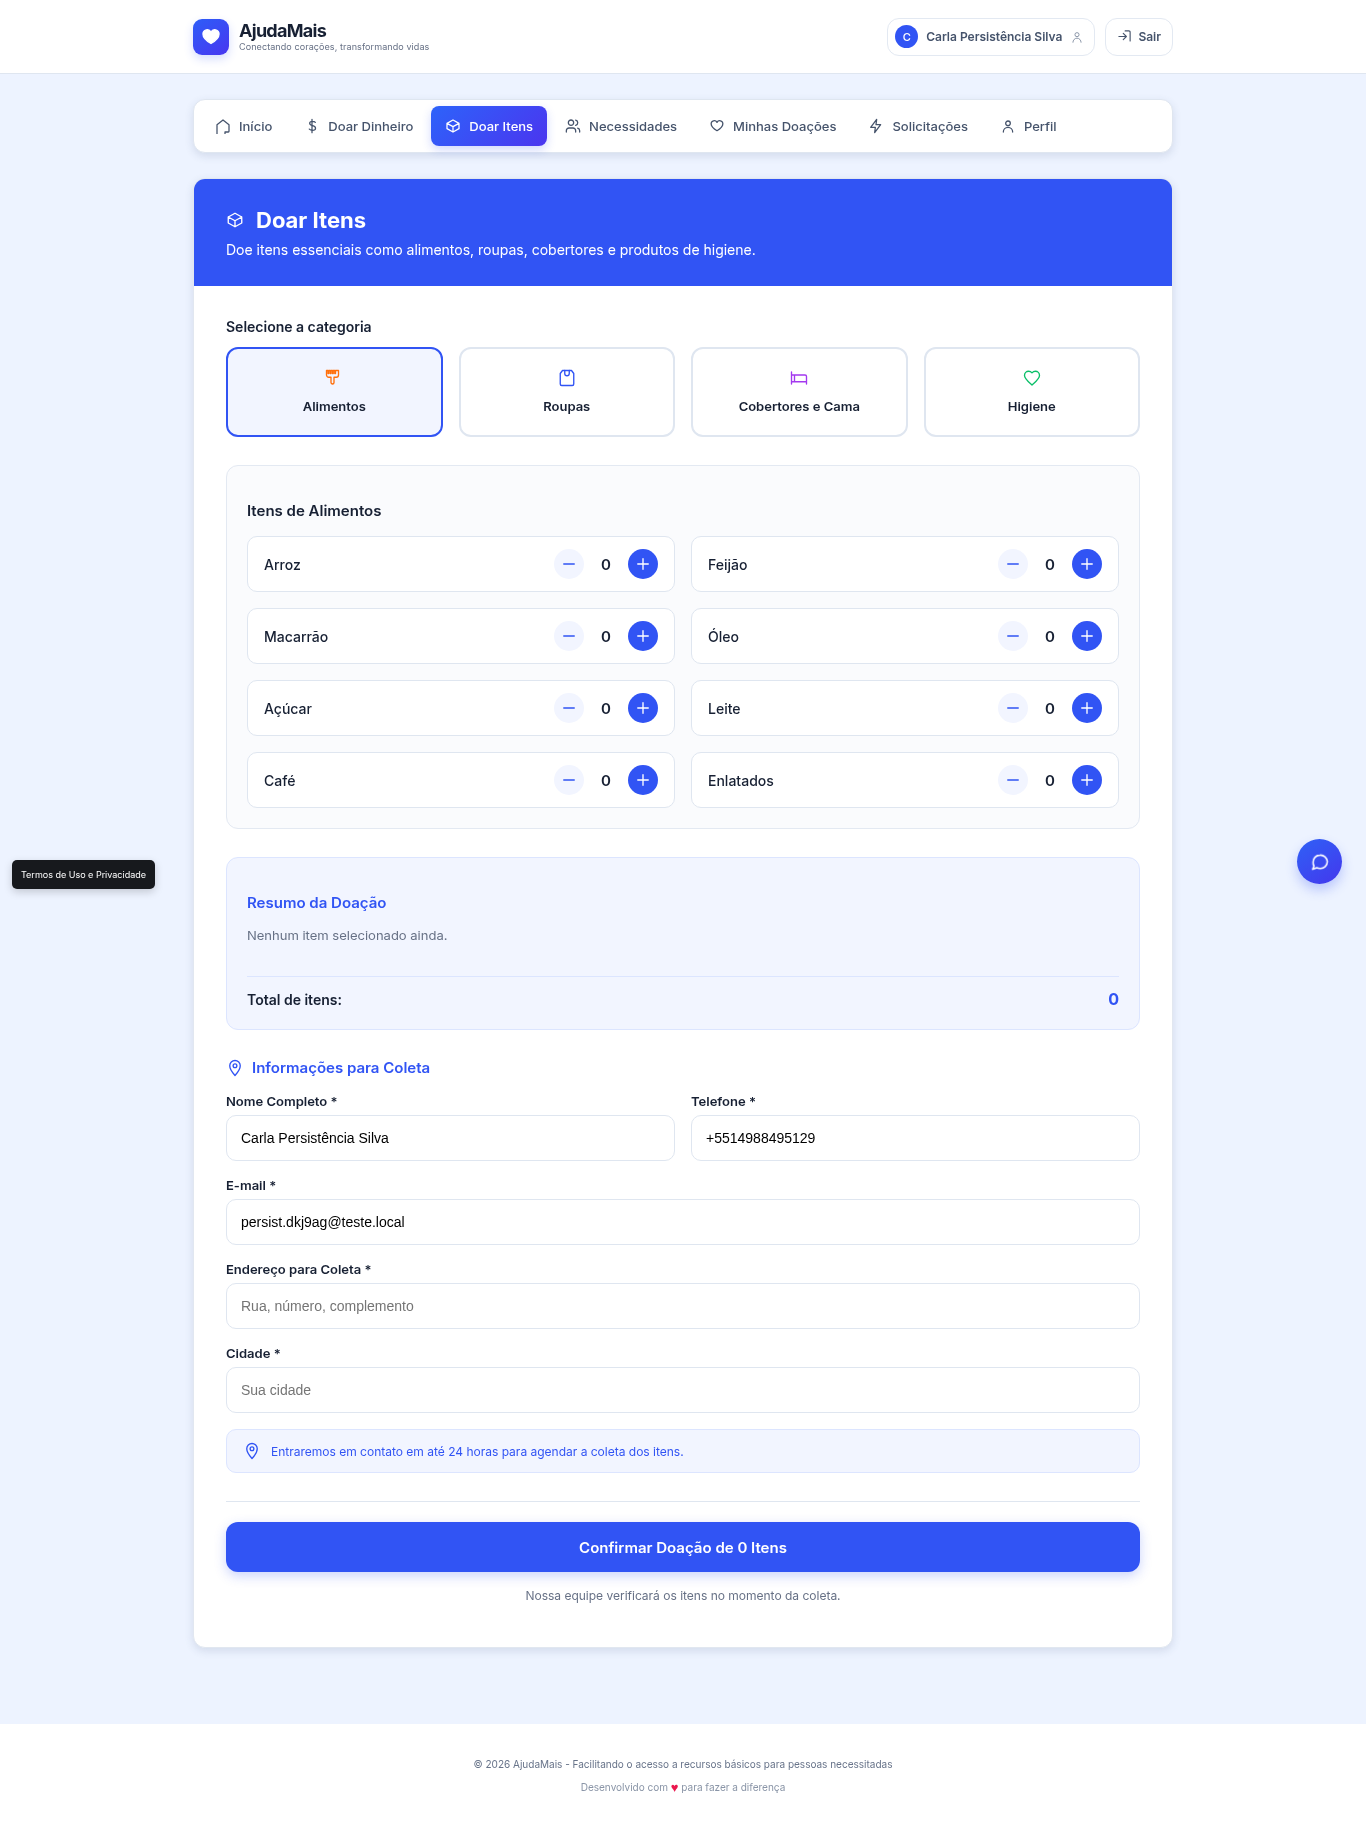 AjudaMais
Conectando corações, transformando vidas
C Carla Persistência Silva
Sair
Início
Doar Dinheiro
Doar Itens
Necessidades
Minhas Doações
Solicitações
Perfil
Doar Itens
Doe itens essenciais como alimentos, roupas, cobertores e produtos de higiene.
Selecione a categoria
Alimentos
Roupas
Cobertores e Cama
Higiene
Itens de Alimentos
Arroz 0
Feijão 0
Macarrão 0
Óleo 0
Açúcar 0
Leite 0
Café 0
Enlatados 0
Termos de Uso e Privacidade
Resumo da Doação
Nenhum item selecionado ainda.
Total de itens: 0
Informações para Coleta
Nome Completo *
Carla Persistência Silva
Telefone *
+5514988495129
E-mail *
persist.dkj9ag@teste.local
Endereço para Coleta *
Rua, número, complemento
Cidade *
Sua cidade
Entraremos em contato em até 24 horas para agendar a coleta dos itens.
Confirmar Doação de 0 Itens
Nossa equipe verificará os itens no momento da coleta.
© 2026 AjudaMais - Facilitando o acesso a recursos básicos para pessoas necessitadas
Desenvolvido com ♥ para fazer a diferença